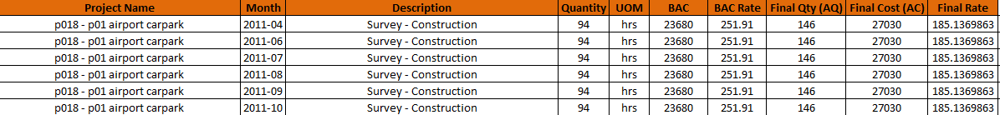 Project Name Month Description Quantity UOM BAC BAC Rate Final Qty (AQ) Final Cost (AC) Final Rate
p018 - p01 airport carpark 2011-04 Survey - Construction 94 hrs 23680 251.91 146 27030 185.1369863
p018 - p01 airport carpark 2011-06 Survey - Construction 94 hrs 23680 251.91 146 27030 185.1369863
p018 - p01 airport carpark 2011-07 Survey - Construction 94 hrs 23680 251.91 146 27030 185.1369863
p018 - p01 airport carpark 2011-08 Survey - Construction 94 hrs 23680 251.91 146 27030 185.1369863
p018 - p01 airport carpark 2011-09 Survey - Construction 94 hrs 23680 251.91 146 27030 185.1369863
p018 - p01 airport carpark 2011-10 Survey - Construction 94 hrs 23680 251.91 146 27030 185.1369863